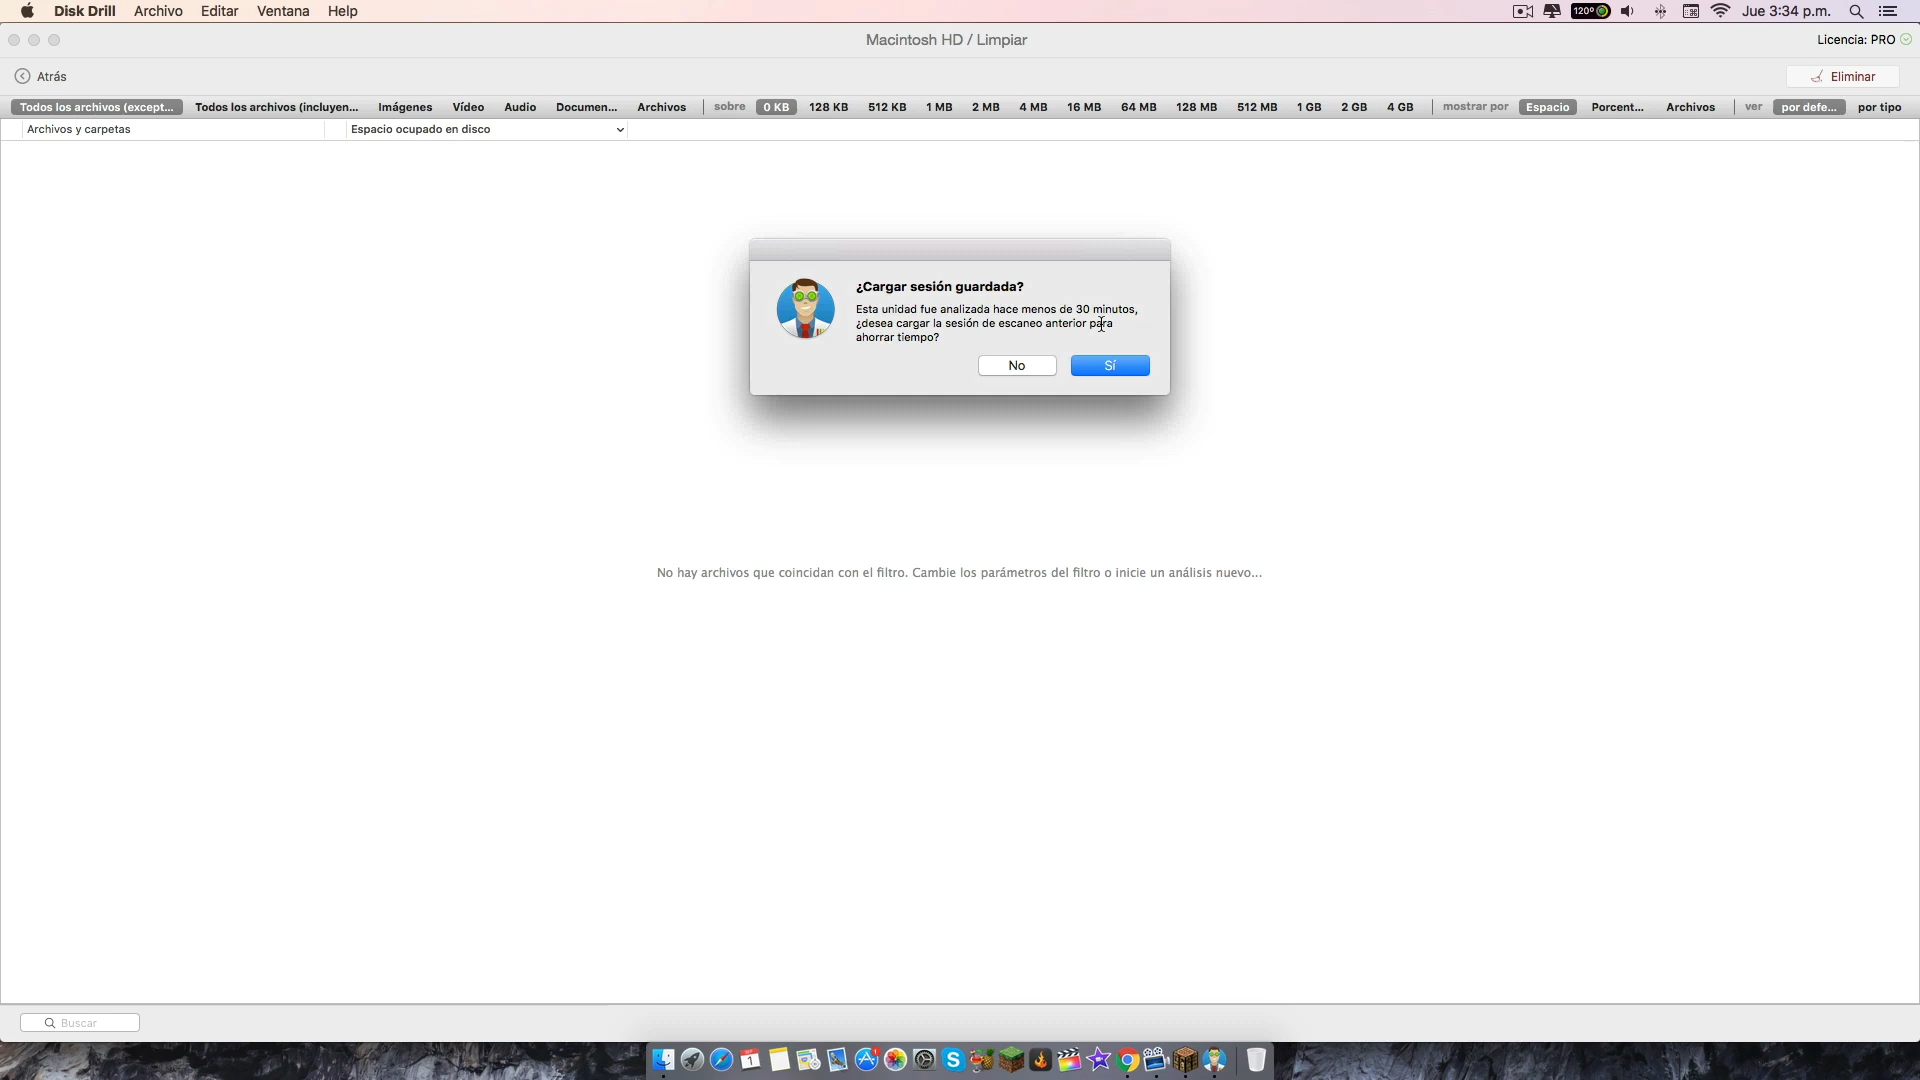 Disk Drill Archivo Editar Ventana Help 120º Jue 3:34 p.m.
Macintosh HD / Limpiar Licencia: PRO
Atrás Eliminar
Todos los archivos (except... Todos los archivos (incluyen... Imágenes Vídeo Audio Documen... Archivos sobre 0 KB 128 KB 512 KB 1 MB 2 MB 4 MB 16 MB 64 MB 128 MB 512 MB 1 GB 2 GB 4 GB mostrar por Espacio Porcent... Archivos ver por defe... por tipo
Archivos y carpetas Espacio ocupado en disco
¿Cargar sesión guardada?
Esta unidad fue analizada hace menos de 30 minutos,
¿desea cargar la sesión de escaneo anterior para
ahorrar tiempo?
No Sí
No hay archivos que coincidan con el filtro. Cambie los parámetros del filtro o inicie un análisis nuevo...
Buscar
1 1